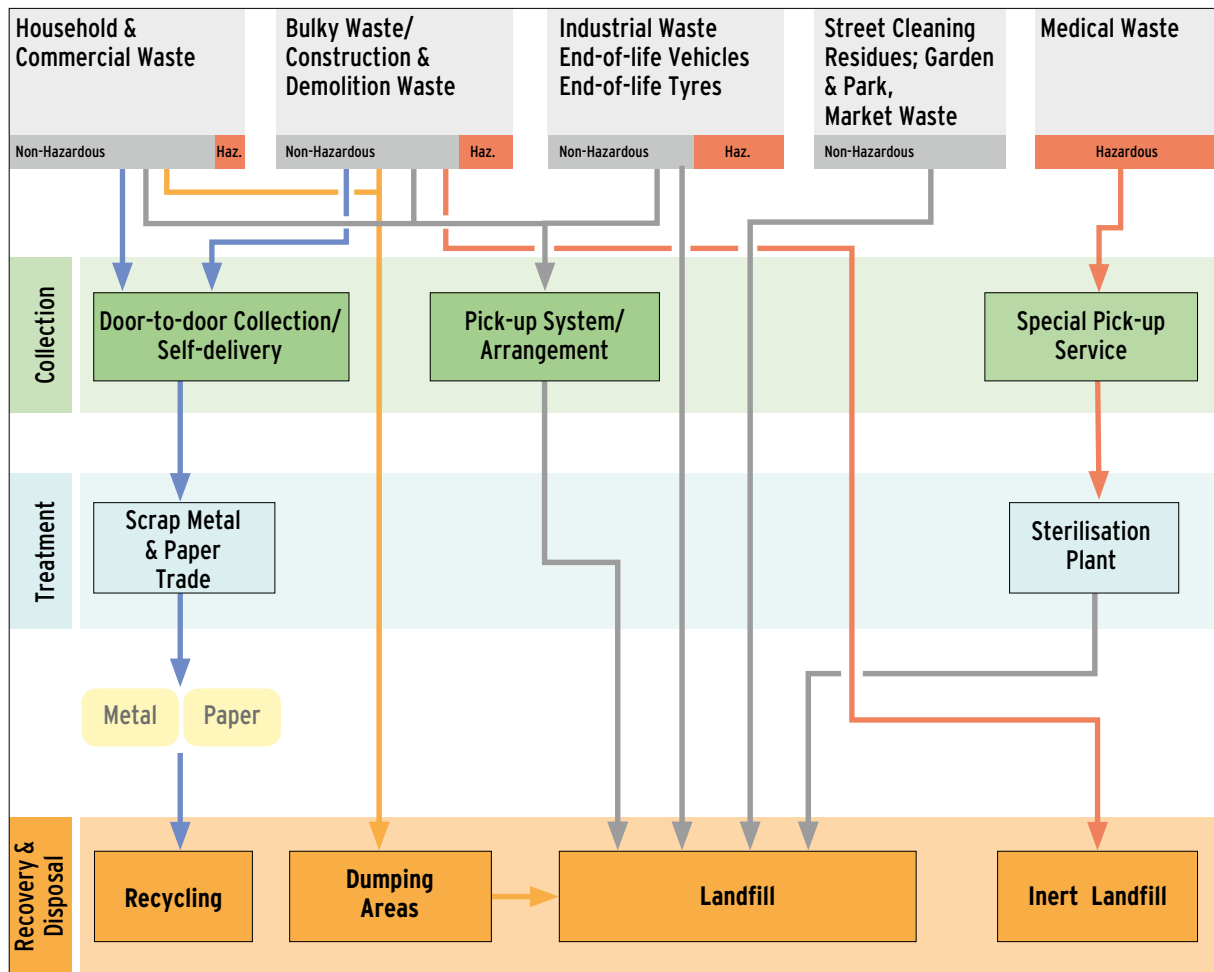 Household &
Commercial Waste
Bulky Waste/
Construction &
Demolition Waste
Industrial Waste
End-of-life Vehicles
End-of-life Tyres
Street Cleaning
Residues; Garden
& Park,
Market Waste
Medical Waste
Non-Hazardous
Haz.
Non-Hazardous
Haz.
Non-Hazardous
Haz.
Non-Hazardous
Hazardous
Collection
Door-to-door Collection/
Self-delivery
Pick-up System/
Arrangement
Special Pick-up
Service
Treatment
Scrap Metal
& Paper
Trade
Sterilisation
Plant
Metal
Paper
Recovery &
Disposal
Recycling
Dumping
Areas
Landfill
Inert Landfill